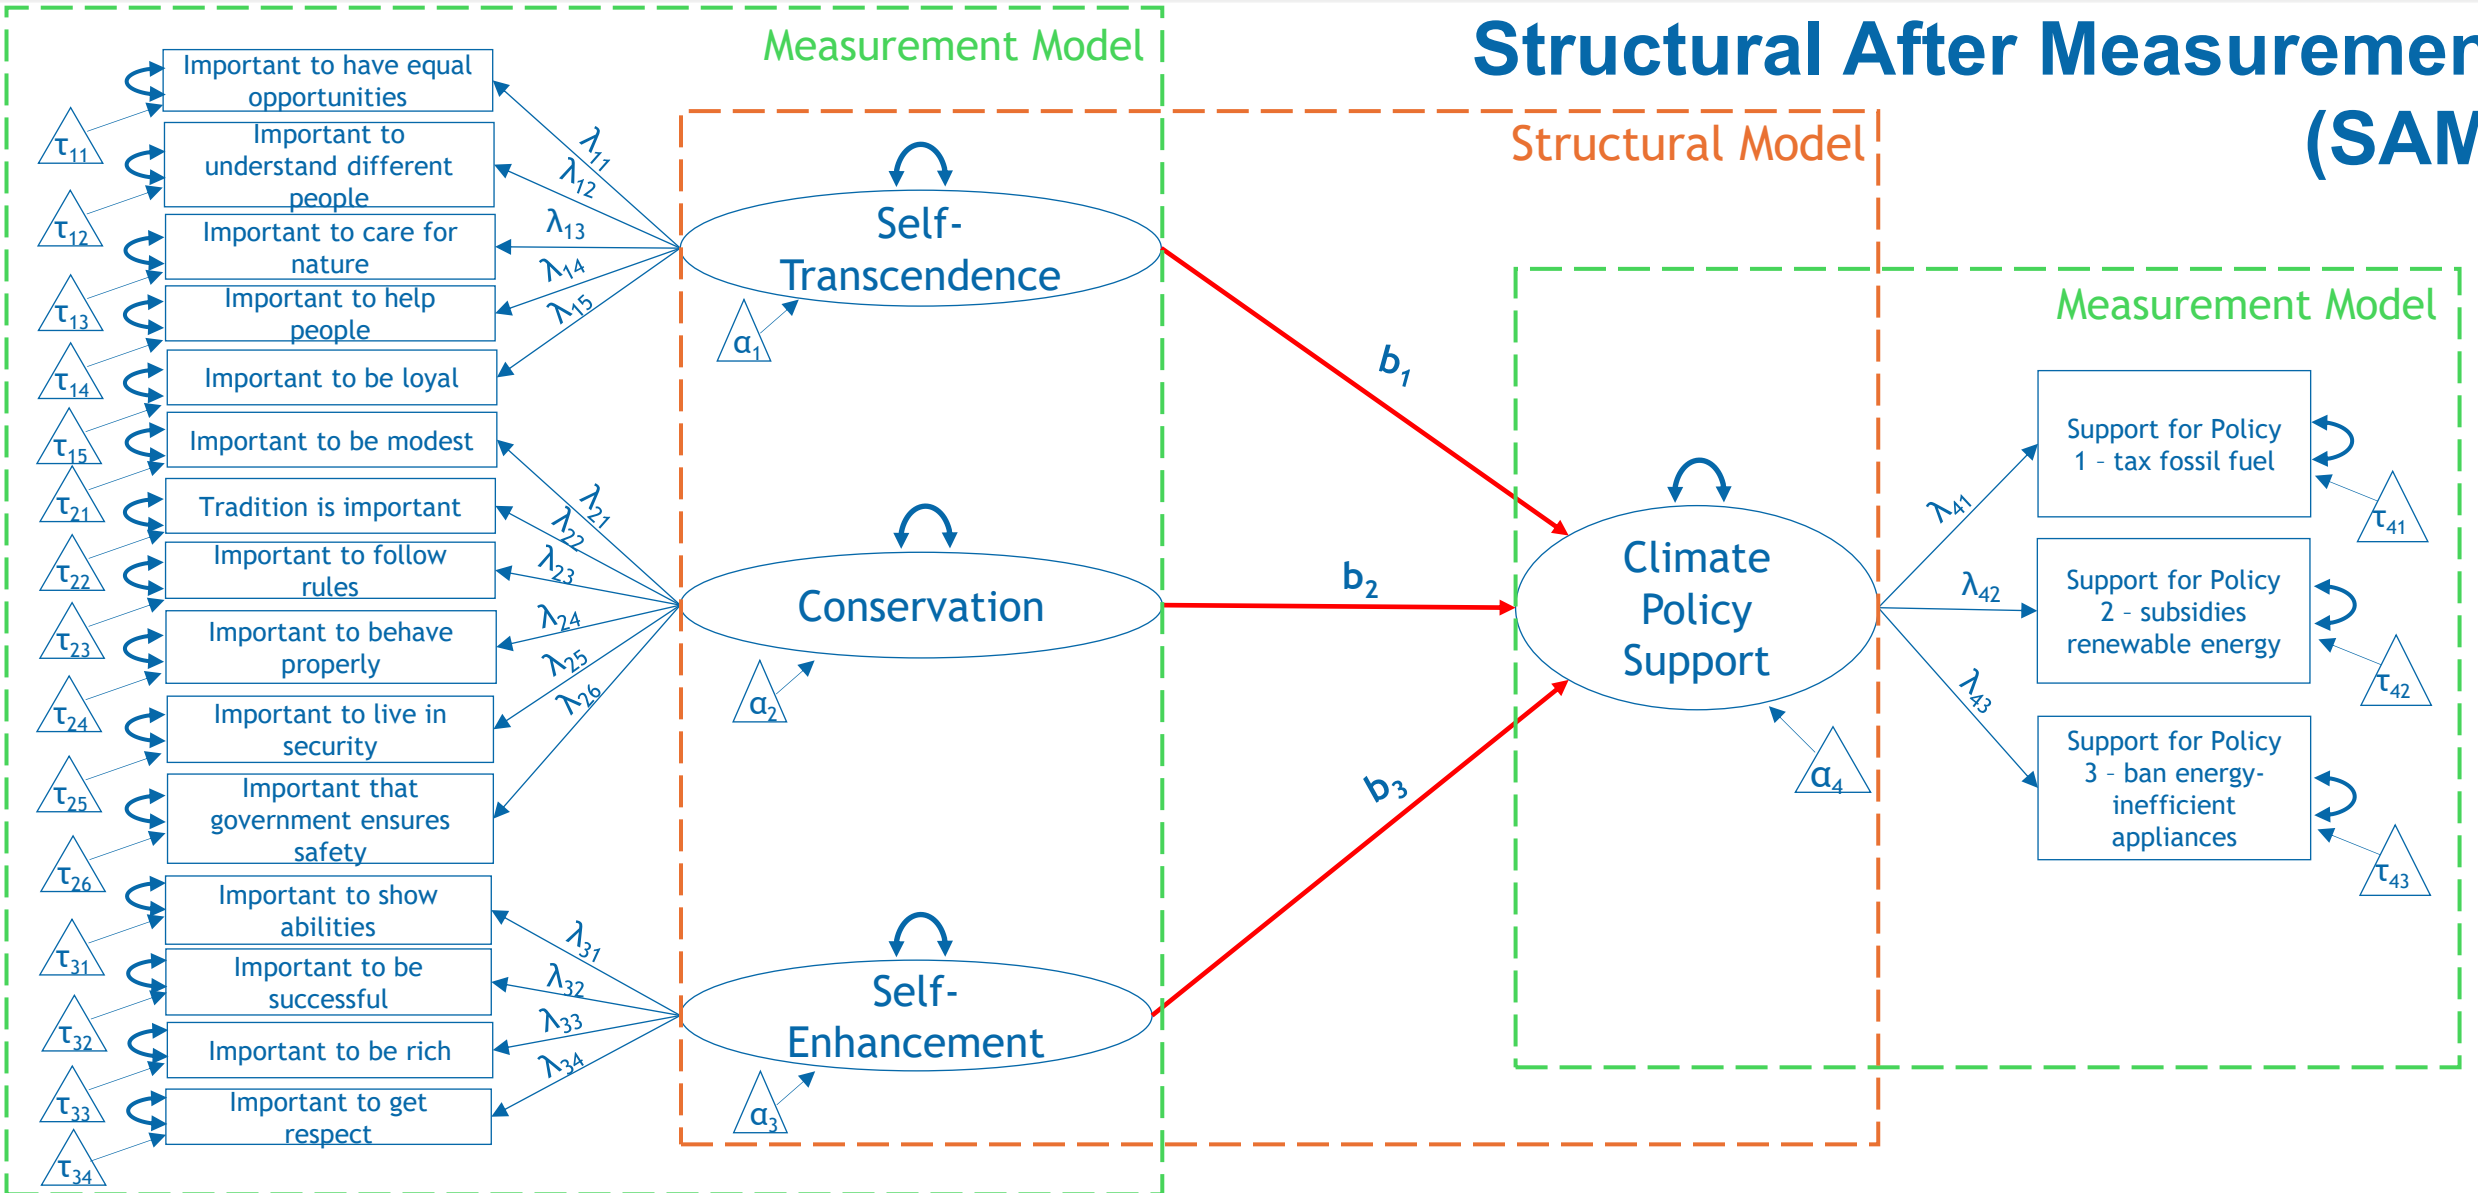 Structural After Measuremen
(SAM
Measurement Model
Structural Model
Measurement Model
Important to have equal
opportunities
Important to
understand different
people
Important to care for
nature
Important to help
people
Important to be loyal
Important to be modest
Tradition is important
Important to follow
rules
Important to behave
properly
Important to live in
security
Important that
government ensures
safety
Important to show
abilities
Important to be
successful
Important to be rich
Important to get
respect
τ11
τ12
τ13
τ14
τ15
τ21
τ22
τ23
τ24
τ25
τ26
τ31
τ32
τ33
τ34
λ11
λ12
λ13
λ14
λ15
λ21
λ22
λ23
λ24
λ25
λ26
λ31
λ32
λ33
λ34
Self-
Transcendence
α1
Conservation
α2
Self-
Enhancement
α3
b1
b2
b3
Climate
Policy
Support
α4
λ41
λ42
λ43
Support for Policy
1 - tax fossil fuel
Support for Policy
2 - subsidies
renewable energy
Support for Policy
3 - ban energy-
inefficient
appliances
τ41
τ42
τ43